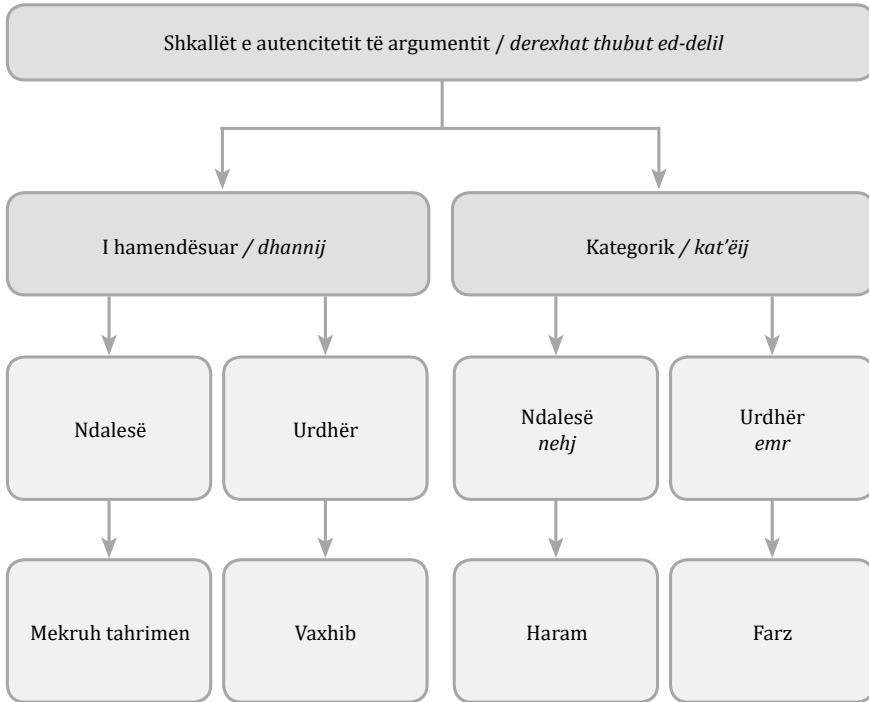 Shkallët e autencitetit të argumentit / derexhat thubut ed-delil
I hamendësuar / dhannij
Kategorik / kat’ëij
Ndalesë
Urdhër
Ndalesë
nehj
Urdhër
emr
Mekruh tahrimen
Vaxhib
Haram
Farz